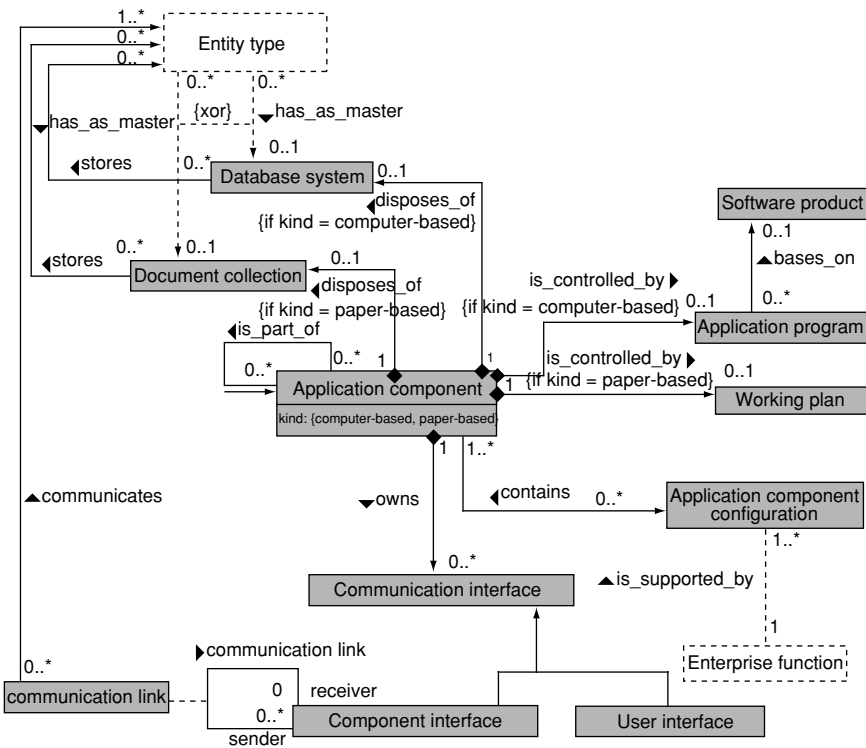 1..*
0..*
0..*
Entity type
0..*
0..*
{xor}
has_as_master
has_as_master
0..1
stores
0..*
Database system
0..1
disposes_of
{if kind = computer-based}
Software product
0..1
bases_on
0..*
stores
0..*
0..1
Document collection
0..1
disposes_of
{if kind = paper-based}
is_controlled_by
{if kind = computer-based}
0..1
Application program
is_part_of
0..*
0..*
1
1
1
is_controlled_by
{if kind = paper-based}
0..1
Application component
Working plan
kind: {computer-based, paper-based}
1
1..*
communicates
owns
contains
0..*
Application component
configuration
1..*
0..*
Communication interface
is_supported_by
1
communication link
Enterprise function
0..*
communication link
0
receiver
0..*
sender
Component interface
User interface